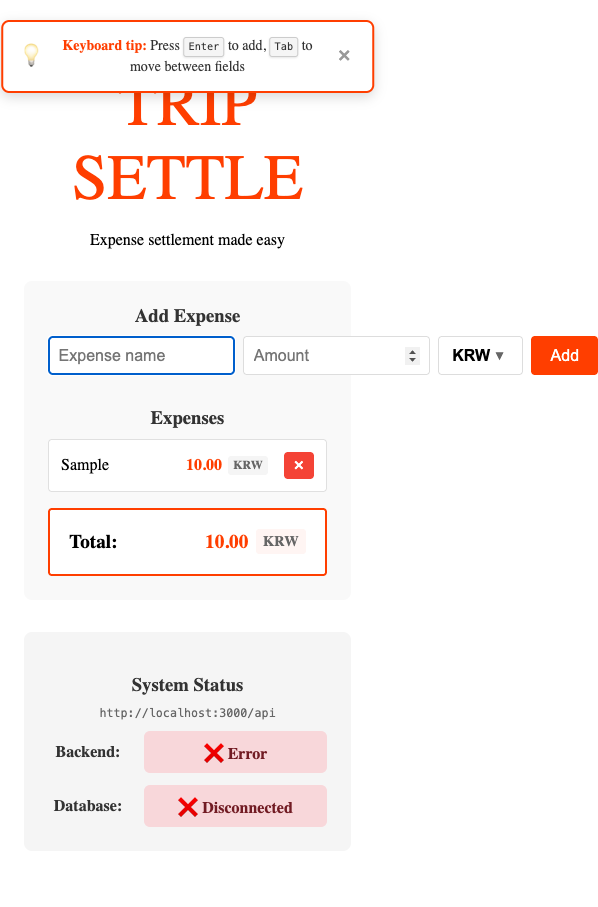 Keyboard tip: Press Enter to add, Tab to
move between fields
×
TRIP
SETTLE
Expense settlement made easy
Add Expense
Expense name
Amount
KRW ▼
Add
Expenses
Sample
10.00 KRW
×
Total:
10.00 KRW
System Status
http://localhost:3000/api
Backend:
❌ Error
Database:
❌ Disconnected